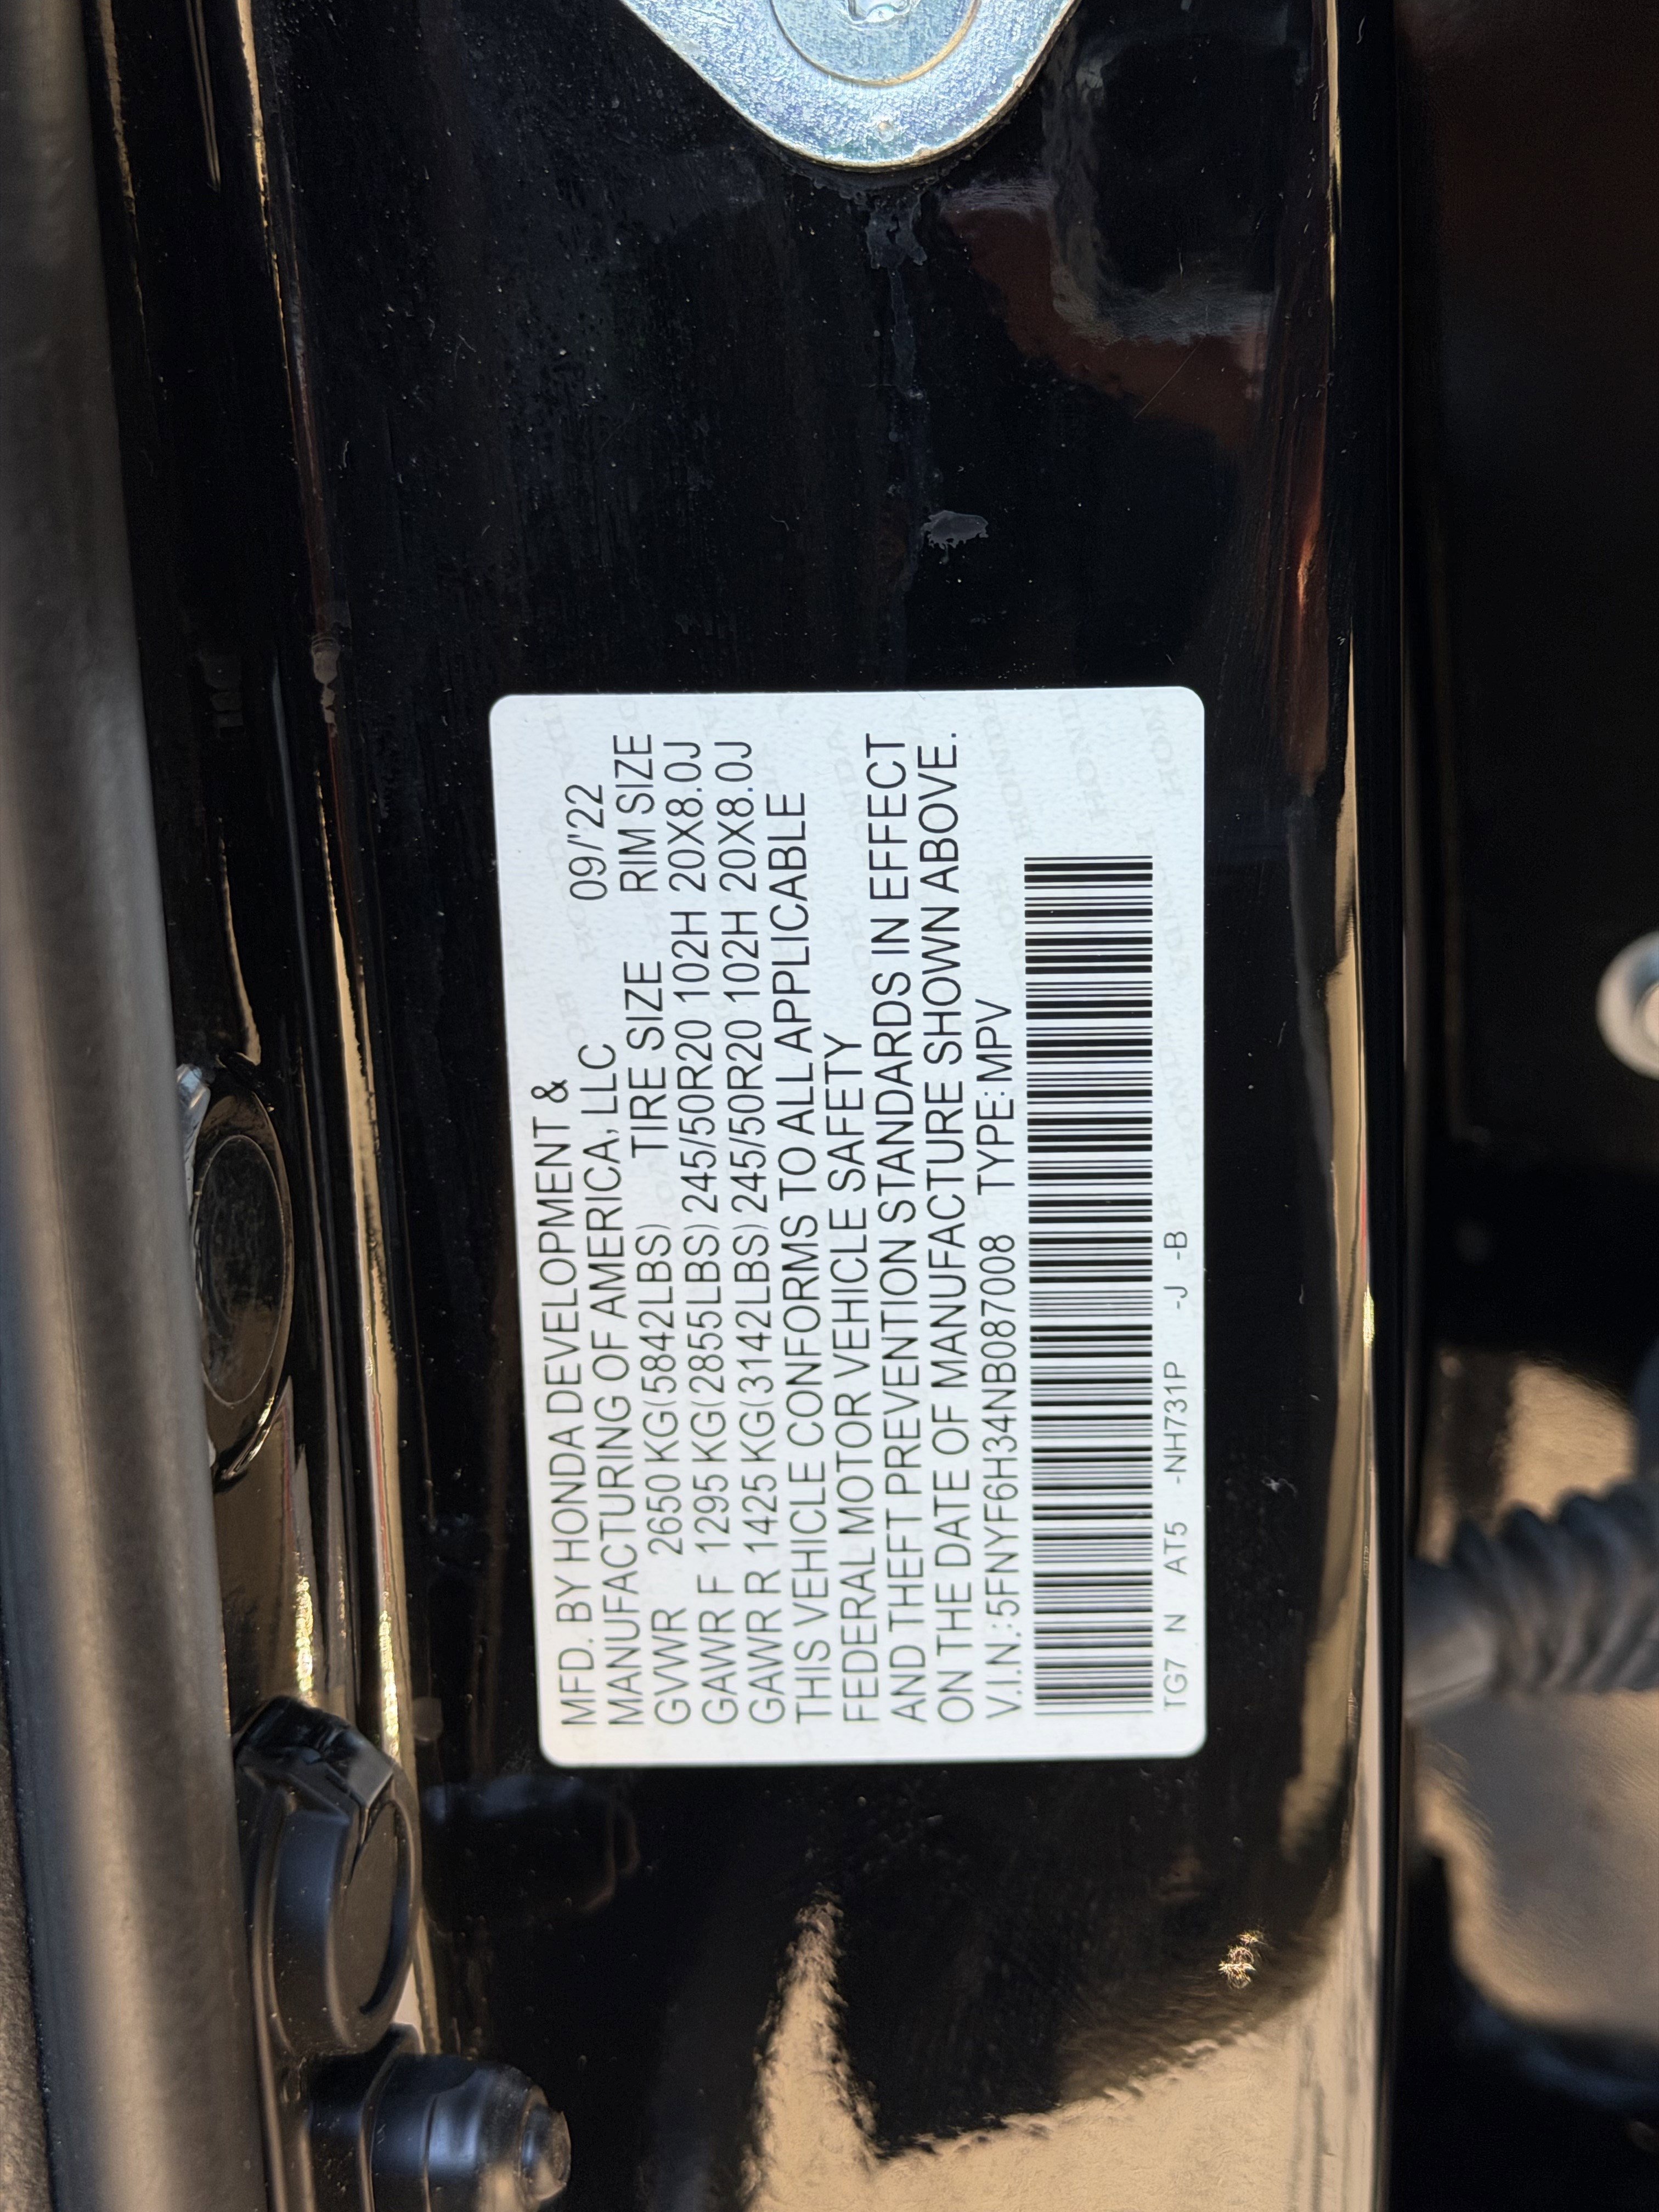 MFD. BY HONDA DEVELOPMENT &
MANUFACTURING OF AMERICA, LLC 09/'22
GVWR 2650 KG(5842LBS) TIRE SIZE RIM SIZE
GAWR F 1295 KG(2855LBS) 245/50R20 102H 20X8.0J
GAWR R 1425 KG(3142LBS) 245/50R20 102H 20X8.0J
THIS VEHICLE CONFORMS TO ALL APPLICABLE
FEDERAL MOTOR VEHICLE SAFETY
AND THEFT PREVENTION STANDARDS IN EFFECT
ON THE DATE OF MANUFACTURE SHOWN ABOVE.
V.I.N.:5FNYF6H34NB087008 TYPE:MPV
TG7 N AT5 -NH731P -J -B